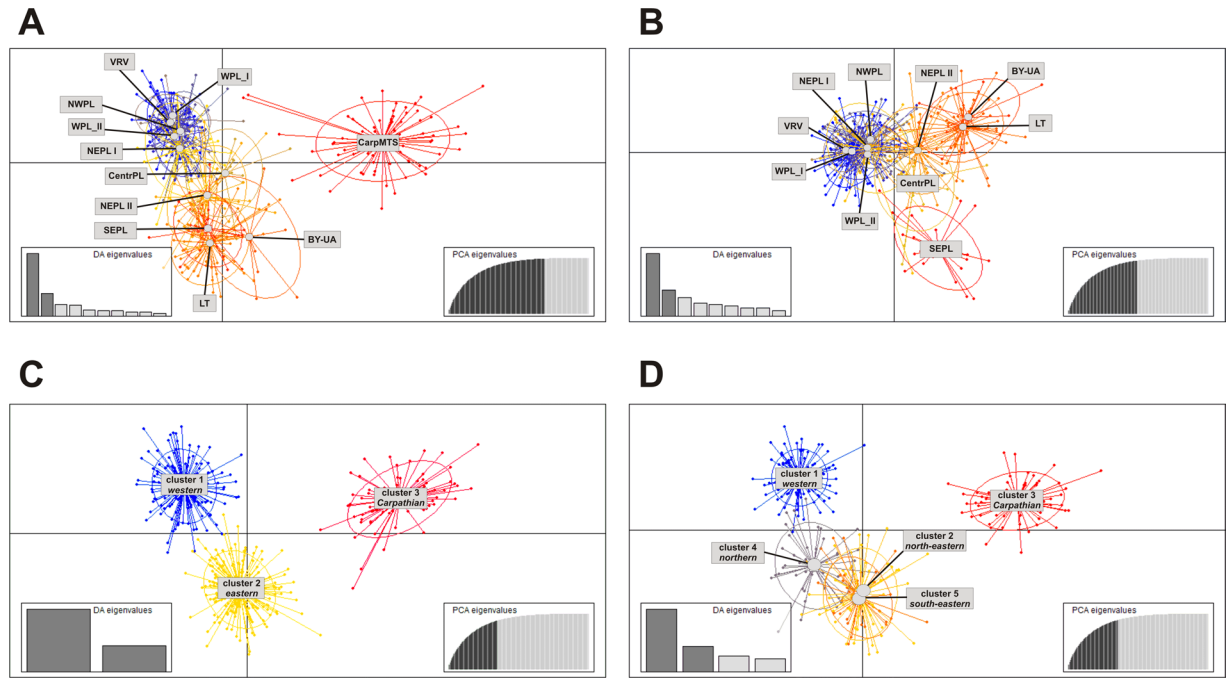 A
VRV
WPL_I
NWPL
WPL_II
NEPL I
CarpMTS
CentrPL
NEPL II
SEPL
BY-UA
LT
DA eigenvalues
PCA eigenvalues
B
NEPL I
NWPL
NEPL II
BY-UA
VRV
LT
WPL_I
CentrPL
WPL_II
SEPL
DA eigenvalues
PCA eigenvalues
C
cluster 1
western
cluster 3
Carpathian
cluster 2
eastern
DA eigenvalues
PCA eigenvalues
D
cluster 1
western
cluster 3
Carpathian
cluster 4
northern
cluster 2
north-eastern
cluster 5
south-eastern
DA eigenvalues
PCA eigenvalues